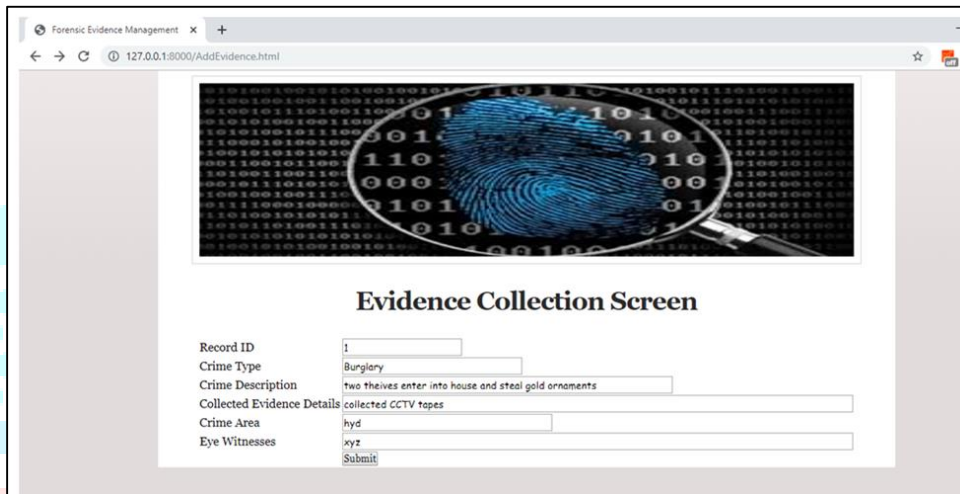 Forensic Evidence Management × +
127.0.0.1:8000/AddEvidence.html
off
Evidence Collection Screen
Record ID 1
Crime Type Burglary
Crime Description two theives enter into house and steal gold ornaments
Collected Evidence Details collected CCTV tapes
Crime Area hyd
Eye Witnesses xyz
Submit